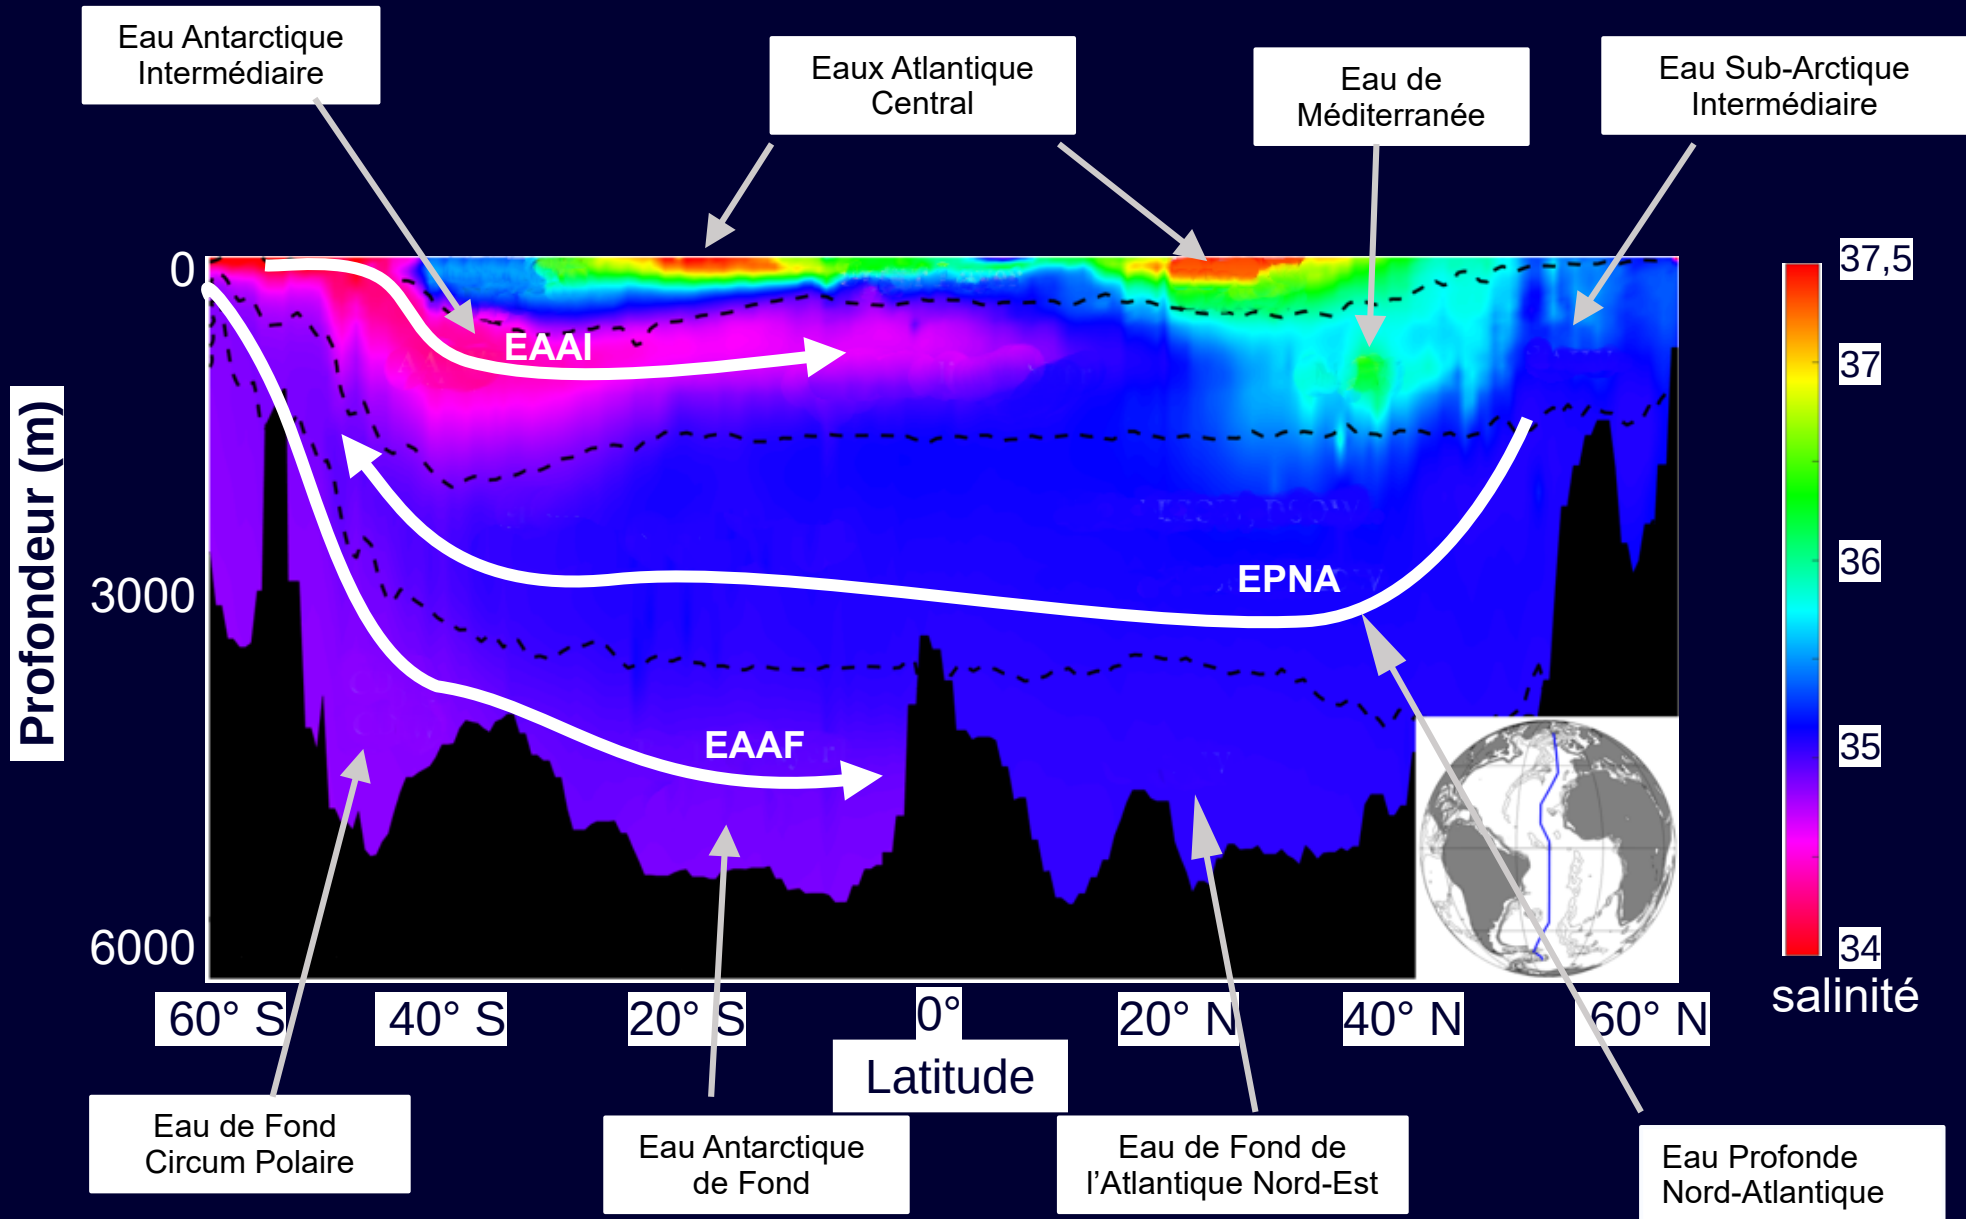 Eau Antarctique
Intermédiaire
Eaux Atlantique
Central
Eau de
Méditerranée
Eau Sub-Arctique
Intermédiaire
0
3000
6000
Profondeur (m)
EAAI
EPNA
EAAF
37,5
37
36
35
34
salinité
60° S
40° S
20° S
0°
20° N
40° N
60° N
Latitude
Eau de Fond
Circum Polaire
Eau Antarctique
de Fond
Eau de Fond de
l'Atlantique Nord-Est
Eau Profonde
Nord-Atlantique